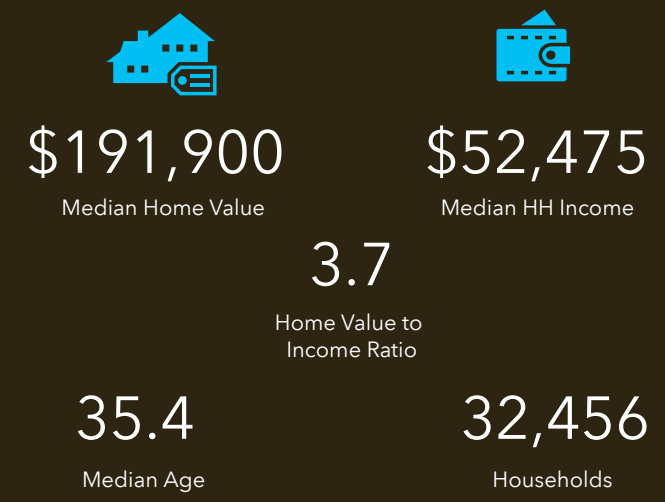 $191,900
Median Home Value
$52,475
Median HH Income
3.7
Home Value to
Income Ratio
35.4
Median Age
32,456
Households